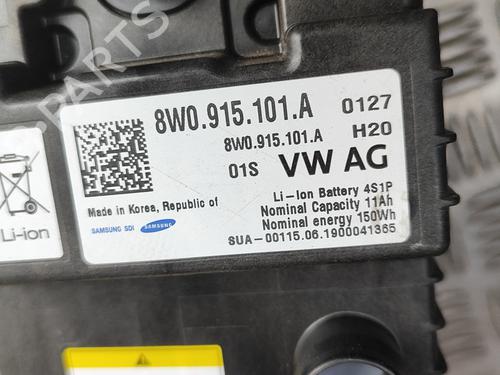 8W0.915.101.A 0127
8W0.915.101.A H20
01S VW AG
Li-Ion Battery 4S1P
Made in Korea, Republic of Nominal Capacity 11Ah
SAMSUNG SDI SAMSUNG Nominal energy 150Wh
SUA-00115.06.1900041365
Li-ion
PARTS